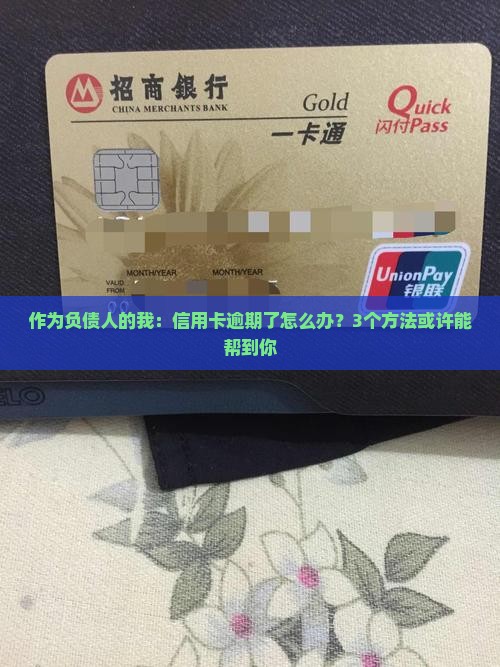 招商銀行
CHINA MERCHANTS BANK
Gold
一卡通
Quick
闪付Pass
MONTH/YEAR MONTH/YEAR
VALID
FROM
UnionPay
银联
作为负债人的我：信用卡逾期了怎么办？3个方法或许能
帮到你
ELO